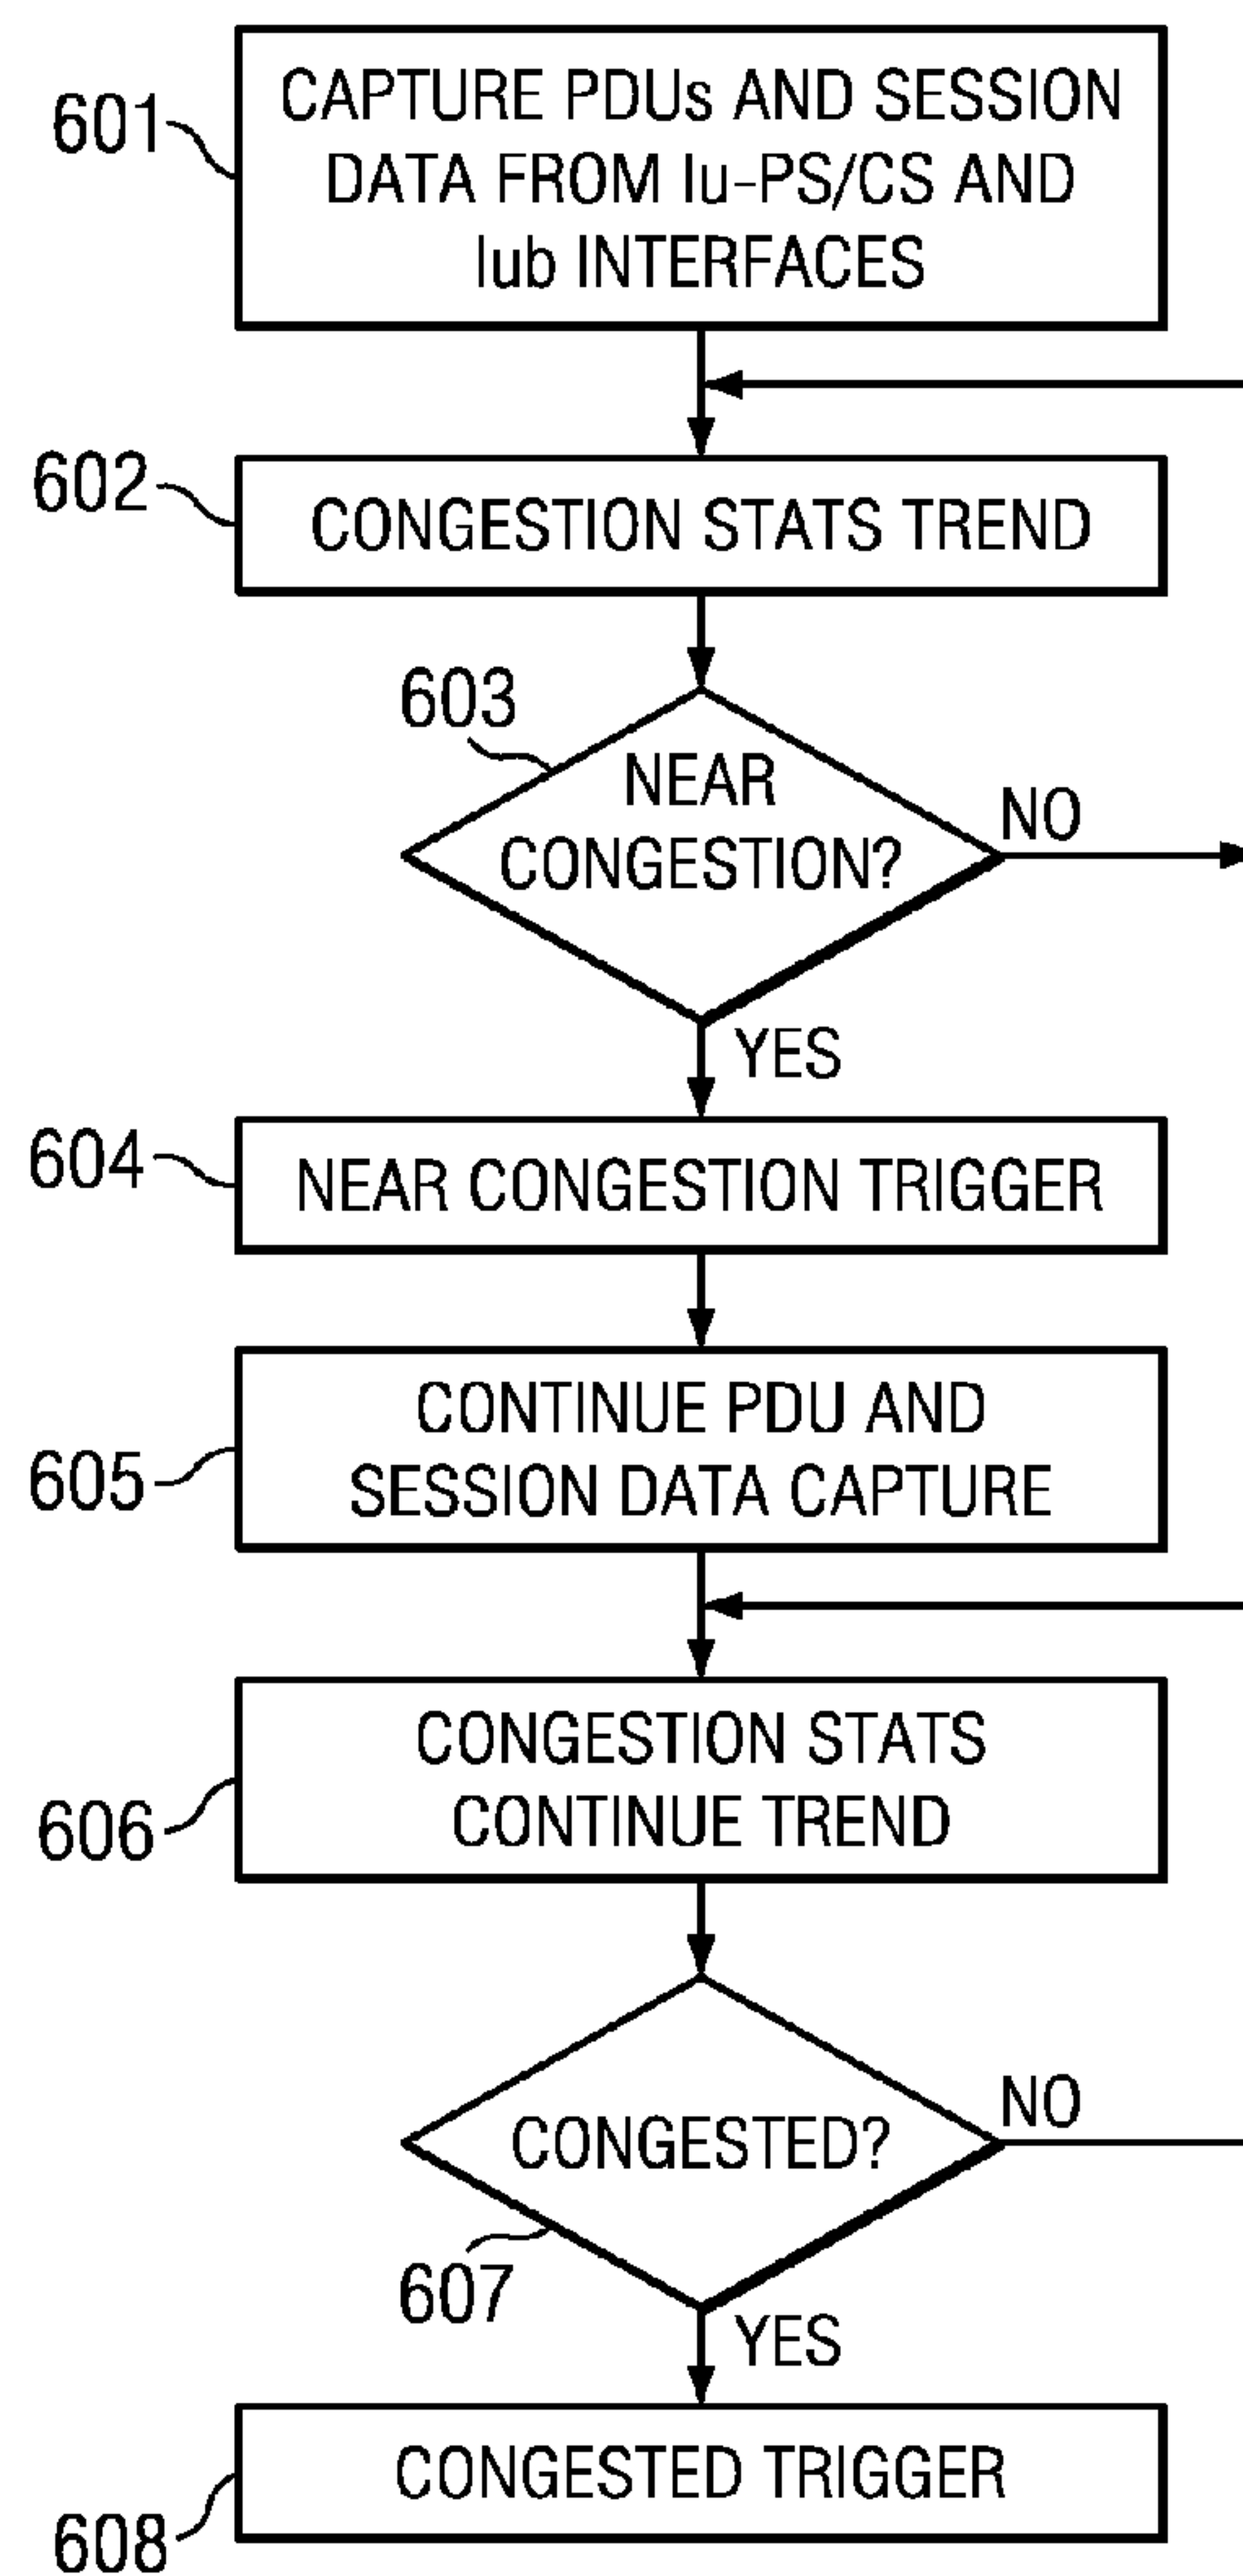 601
CAPTURE PDUs AND SESSION
DATA FROM Iu-PS/CS AND
Iub INTERFACES
602
CONGESTION STATS TREND
603
NEAR
CONGESTION?
NO
YES
604
NEAR CONGESTION TRIGGER
605
CONTINUE PDU AND
SESSION DATA CAPTURE
606
CONGESTION STATS
CONTINUE TREND
CONGESTED?
NO
607
YES
608
CONGESTED TRIGGER